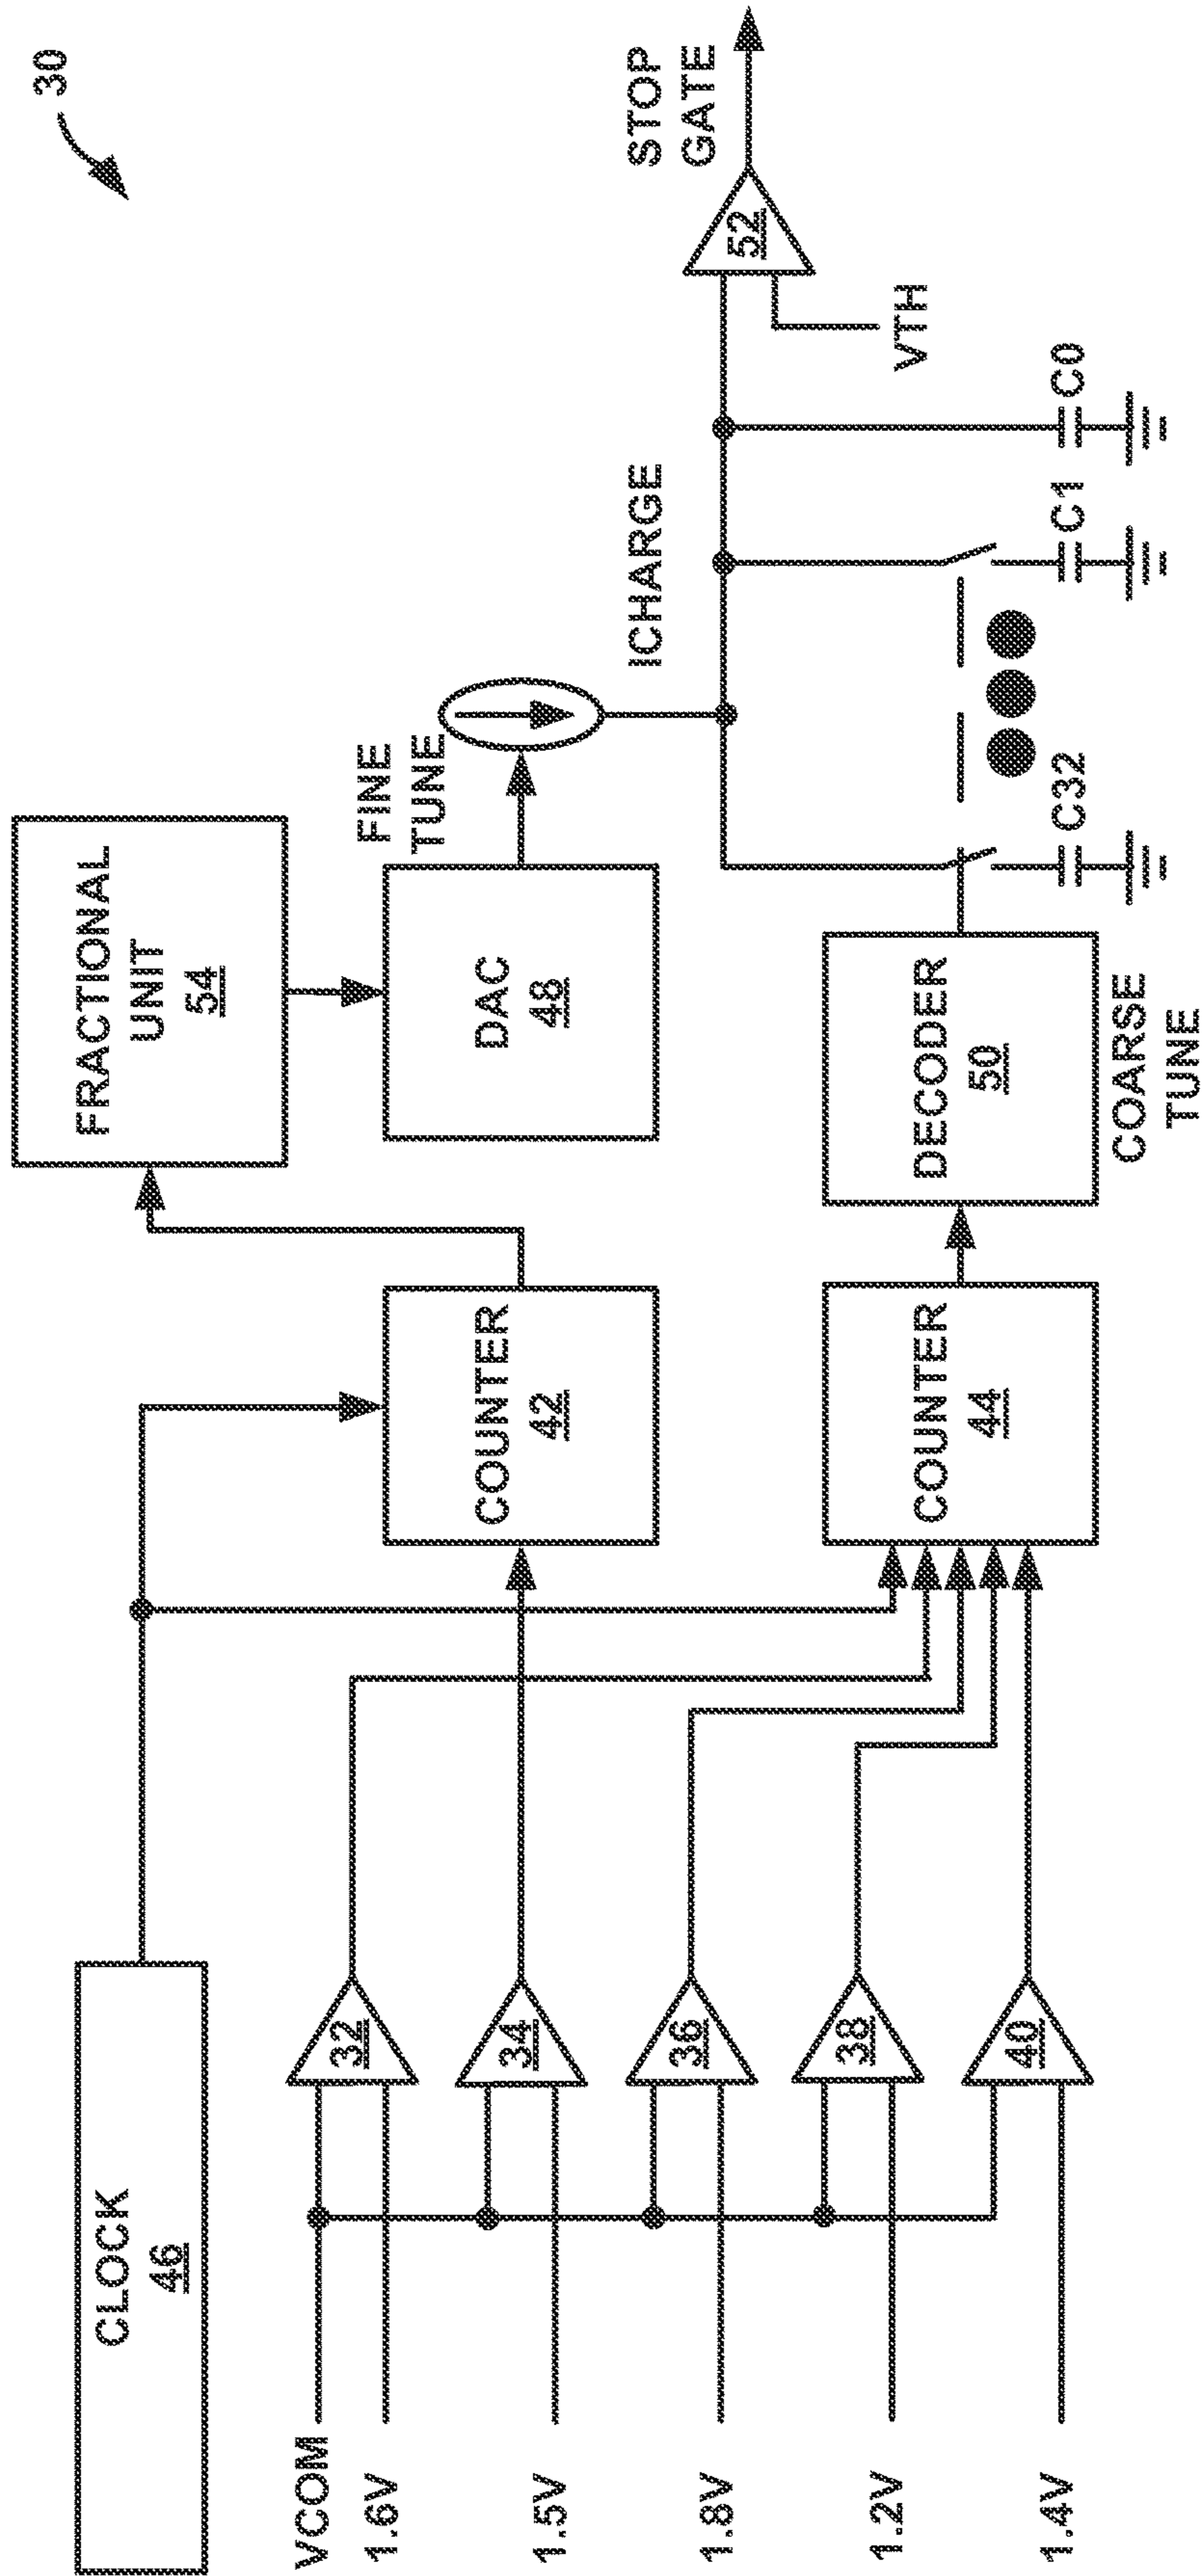 30
CLOCK
46
VCOM
1.6V
1.5V
1.8V
1.2V
1.4V
32
34
36
38
40
COUNTER
42
COUNTER
44
FRACTIONAL
UNIT
54
DAC
48
FINE
TUNE
DECODER
50
COARSE
TUNE
ICHARGE
C32
C1
C0
VTH
52
STOP
GATE